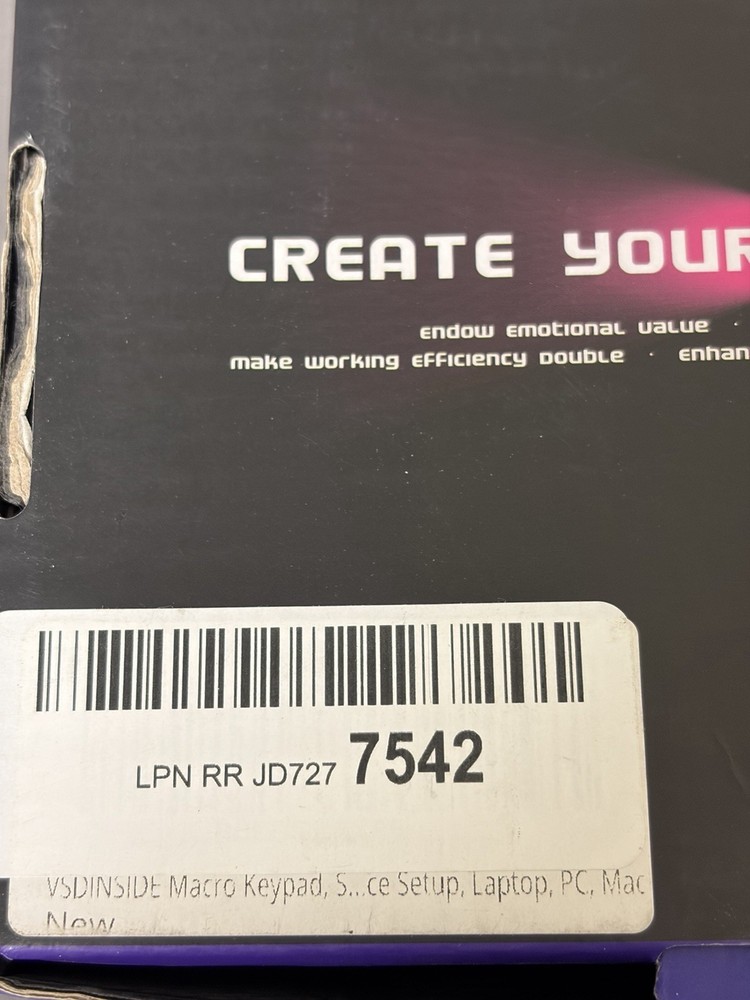 CREATE YOUR
ENDOW EMOTIONAL VALUE ·
MAKE WORKING EFFICIENCY DOUBLE · ENHAN
LPN RR JD727 7542
VSDINSIDE Macro Keypad, S...ce Setup, Laptop, PC, Mac
New